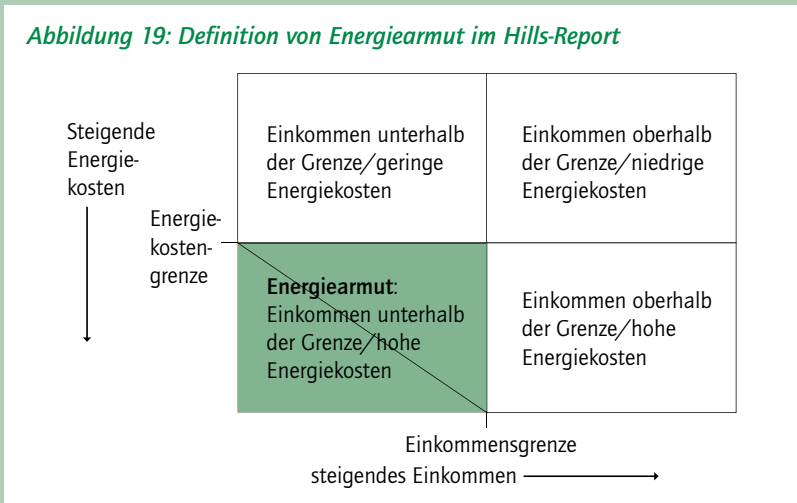 Abbildung 19: Definition von Energiearmut im Hills-Report
Steigende
Energie-
kosten
Energie-
kosten-
grenze
Einkommen unterhalb
der Grenze/geringe
Energiekosten
Einkommen oberhalb
der Grenze/niedrige
Energiekosten
Energiearmut:
Einkommen unterhalb
der Grenze/hohe
Energiekosten
Einkommen oberhalb
der Grenze/hohe
Energiekosten
Einkommensgrenze
steigendes Einkommen